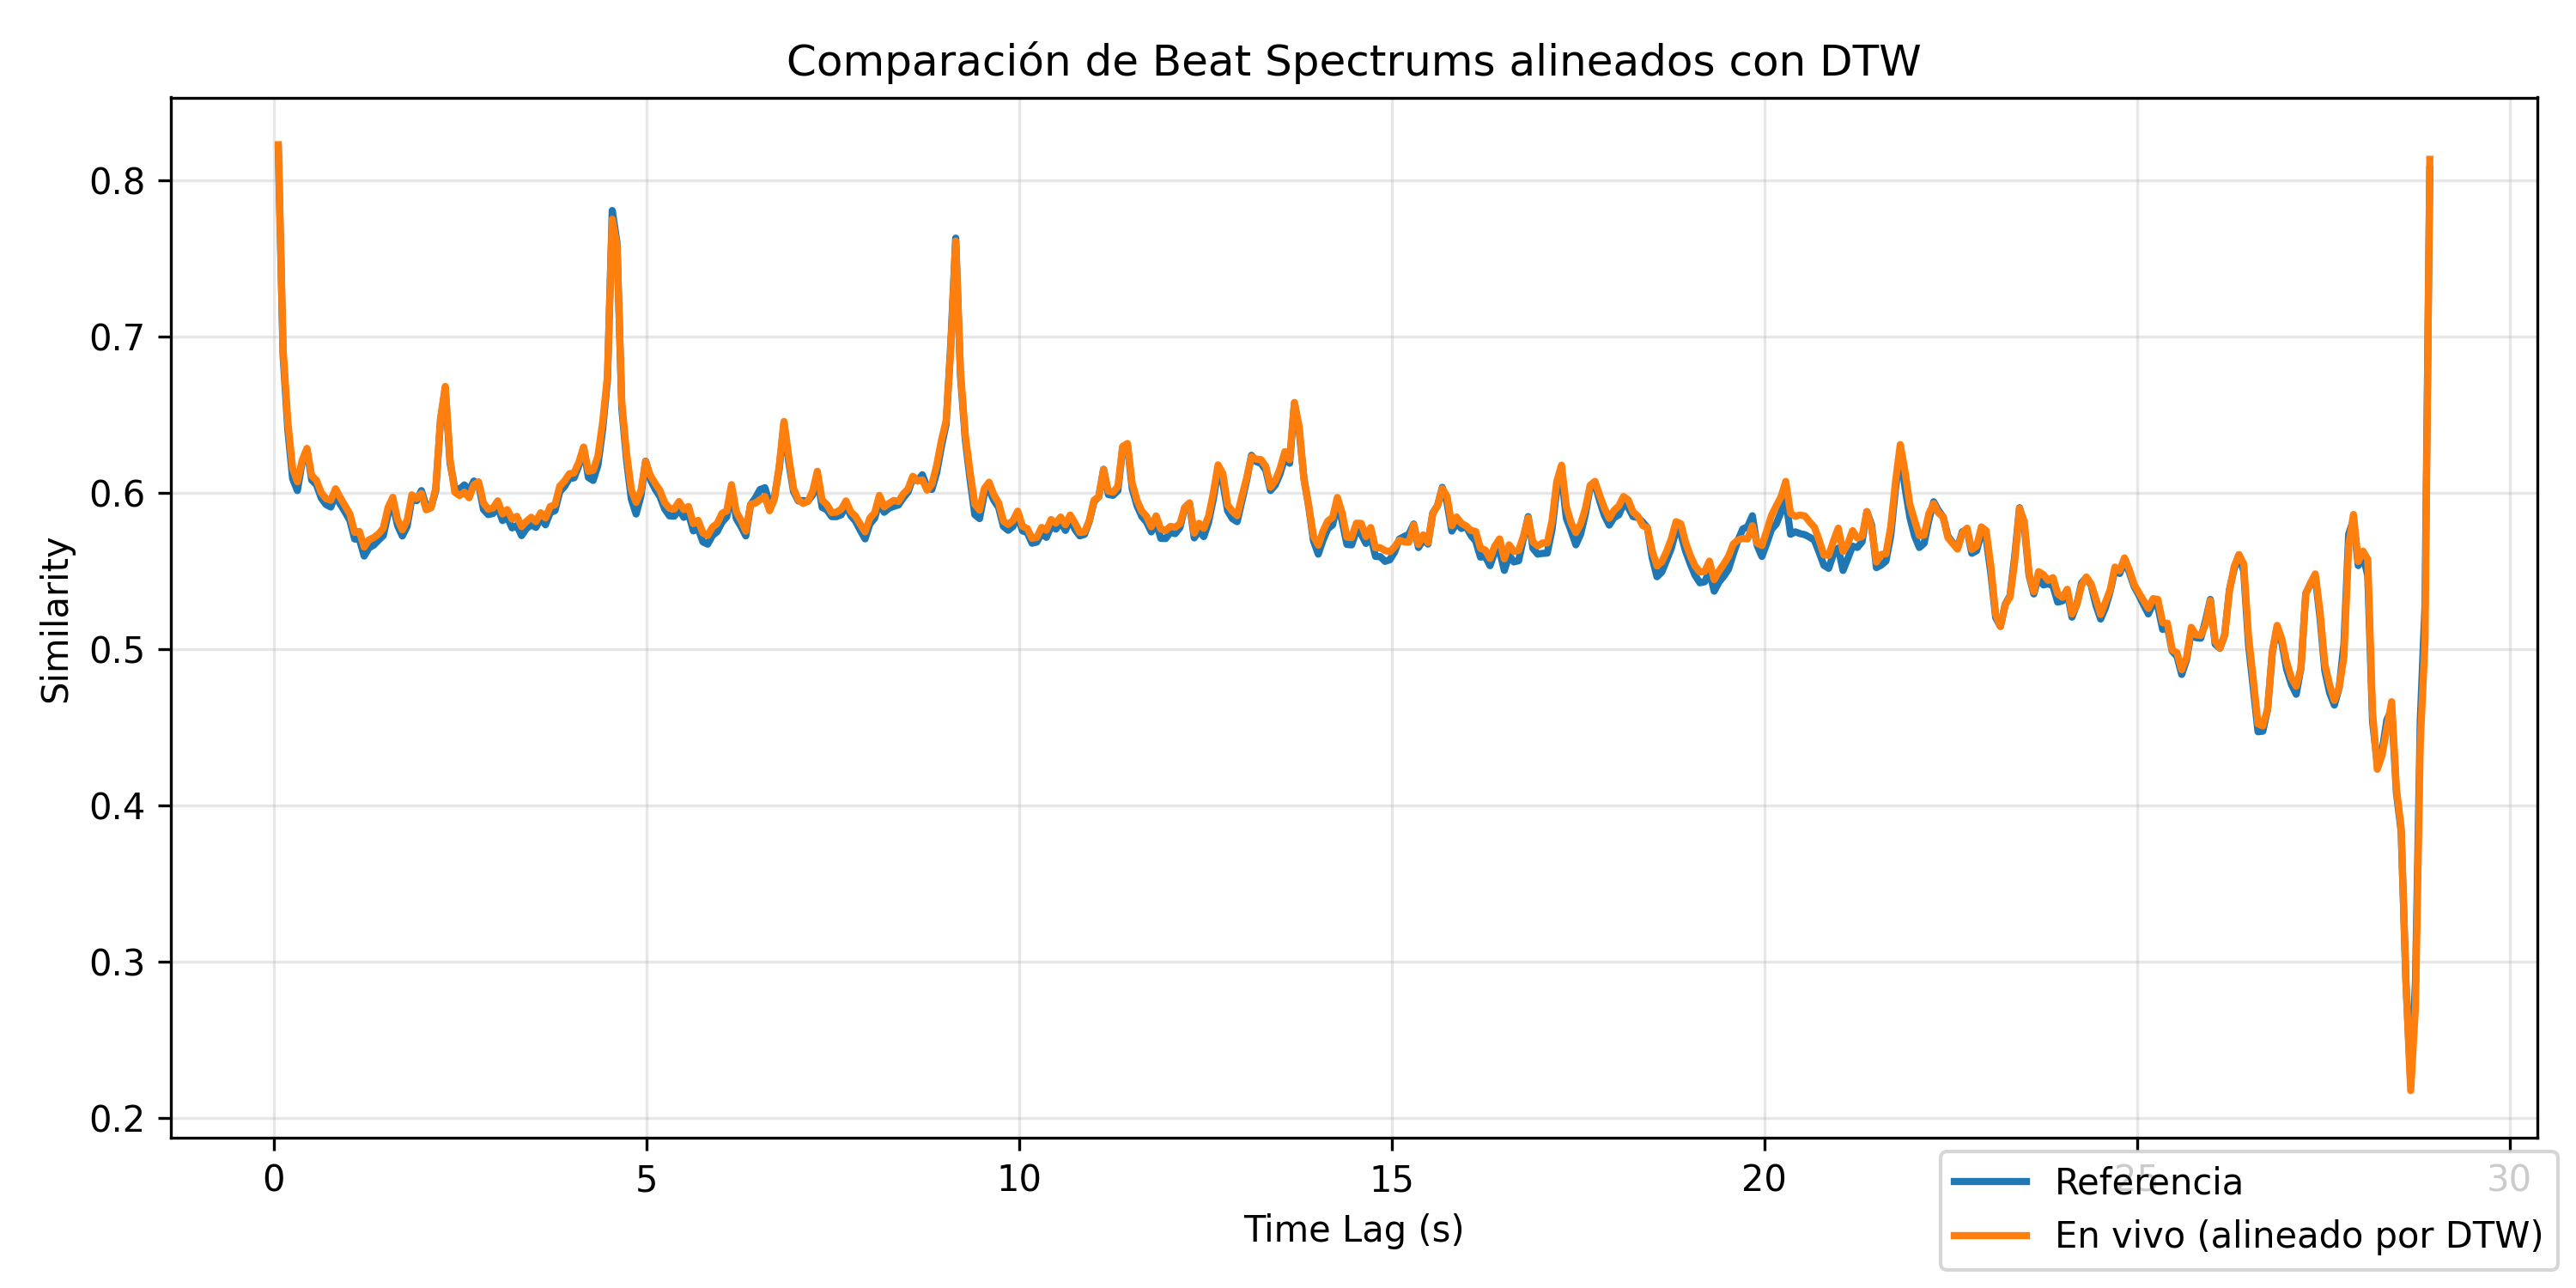 Comparación de Beat Spectrums alineados con DTW
Similarity
0.8
0.7
0.6
0.5
0.4
0.3
0.2
0
5
10
15
20
25
30
Time Lag (s)
Referencia
En vivo (alineado por DTW)